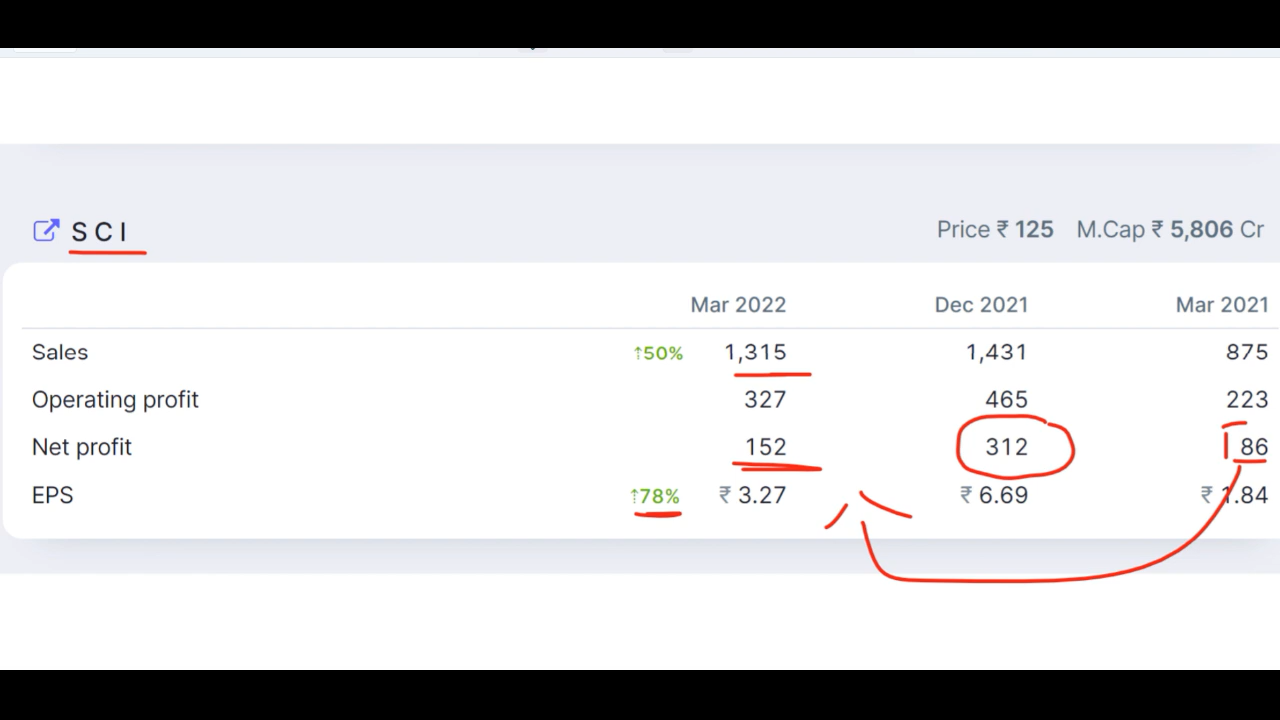 S C I
Price ₹ 125 M.Cap ₹ 5,806 Cr
Mar 2022 Dec 2021 Mar 2021
Sales ⇡50% 1,315 1,431 875
Operating profit 327 465 223
Net profit 152 312 86
EPS ⇡78% ₹ 3.27 ₹ 6.69 ₹ 1.84